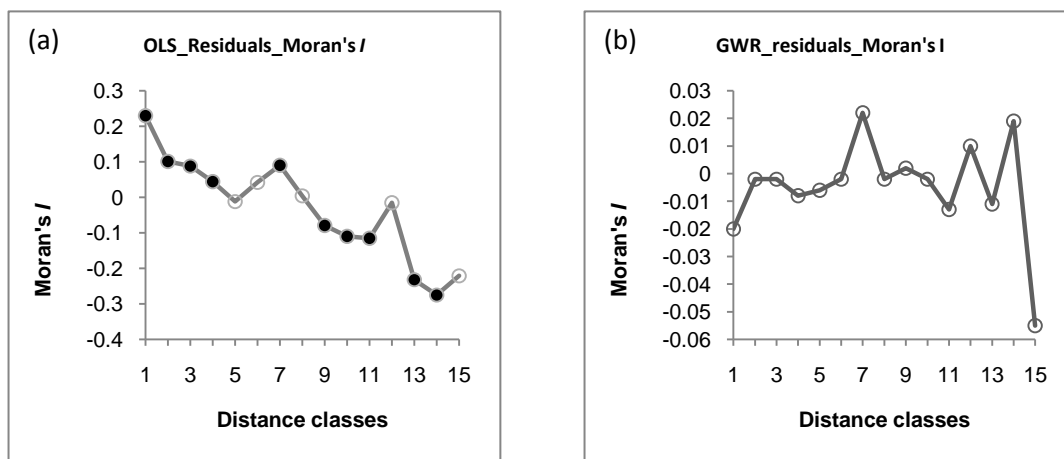 (a)
OLS_Residuals_Moran's I
0.3
0.2
0.1
0
-0.1
-0.2
-0.3
-0.4
Moran's I
1 3 5 7 9 11 13 15
Distance classes
(b)
GWR_residuals_Moran's I
0.03
0.02
0.01
0
-0.01
-0.02
-0.03
-0.04
-0.05
-0.06
Moran's I
1 3 5 7 9 11 13 15
Distance classes